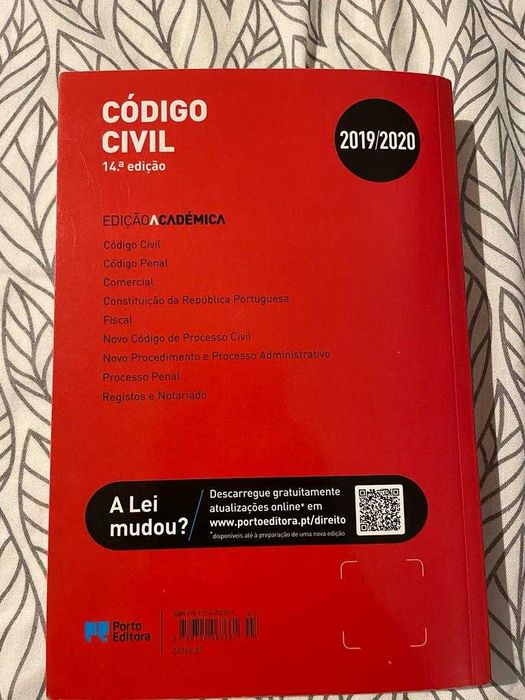 CÓDIGO
CIVIL
14.ª edição
2019/2020
EDIÇÃOACADÉMICA
Código Civil
Código Penal
Comercial
Constituição da República Portuguesa
Fiscal
Novo Código de Processo Civil
Novo Procedimento e Processo Administrativo
Processo Penal
Registos e Notariado
A Lei
mudou?
Descarregue gratuitamente
atualizações online* em
www.portoeditora.pt/direito
*disponíveis até à preparação de uma nova edição
Porto
Editora
ISBN